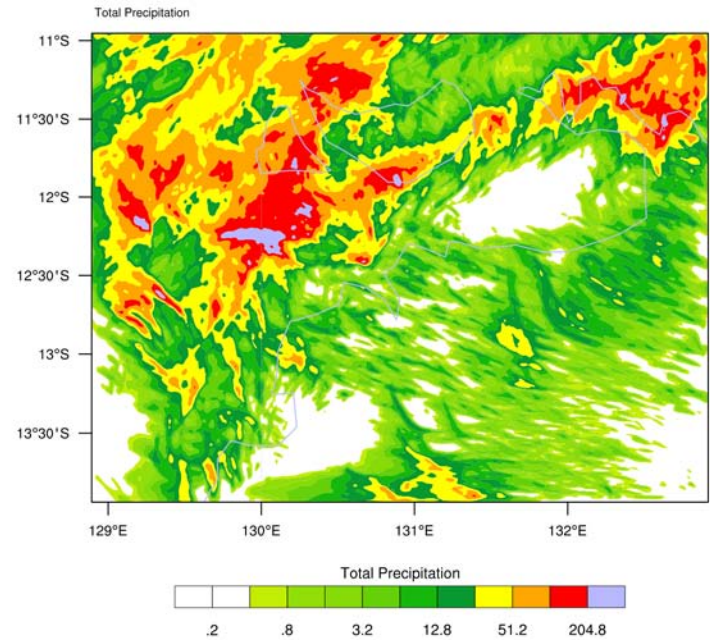 Total Precipitation
11°S
11°30'S
12°S
12°30'S
13°S
13°30'S
129°E 130°E 131°E 132°E
Total Precipitation
.2 .8 3.2 12.8 51.2 204.8